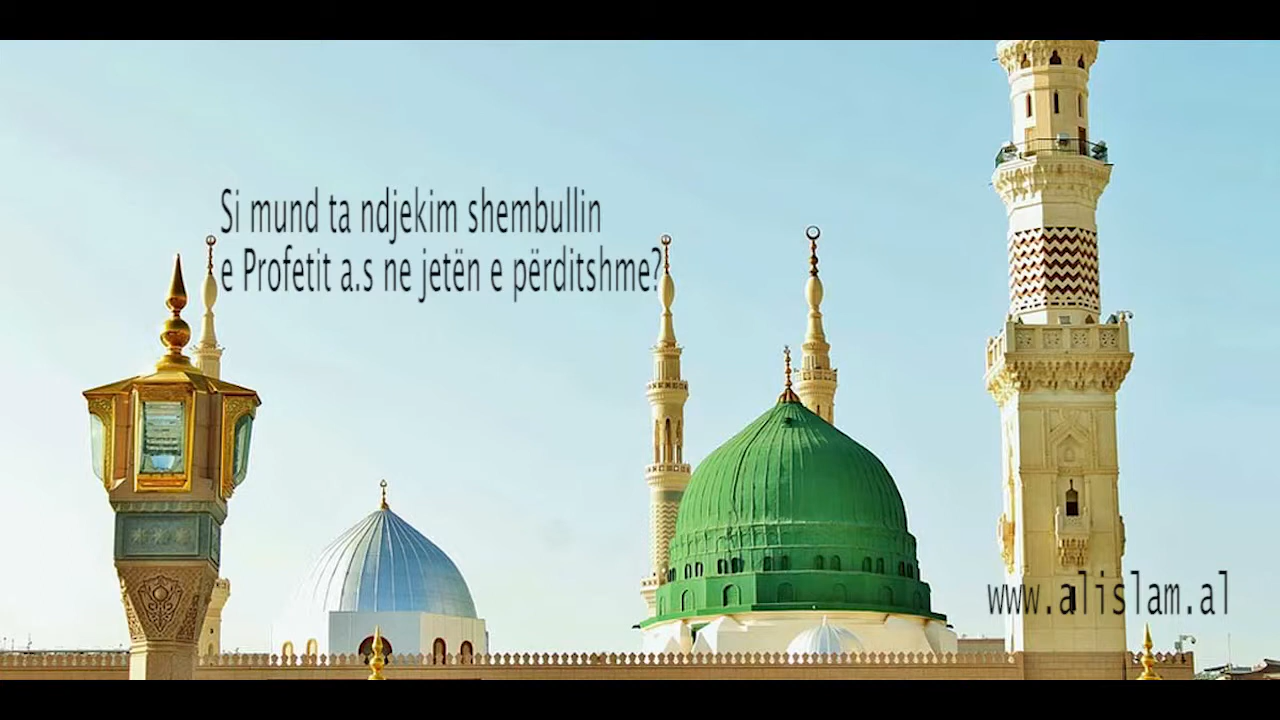 Si mund ta ndjekim shembullin
e Profetit a.s ne jetën e përditshme?
www.alislam.al